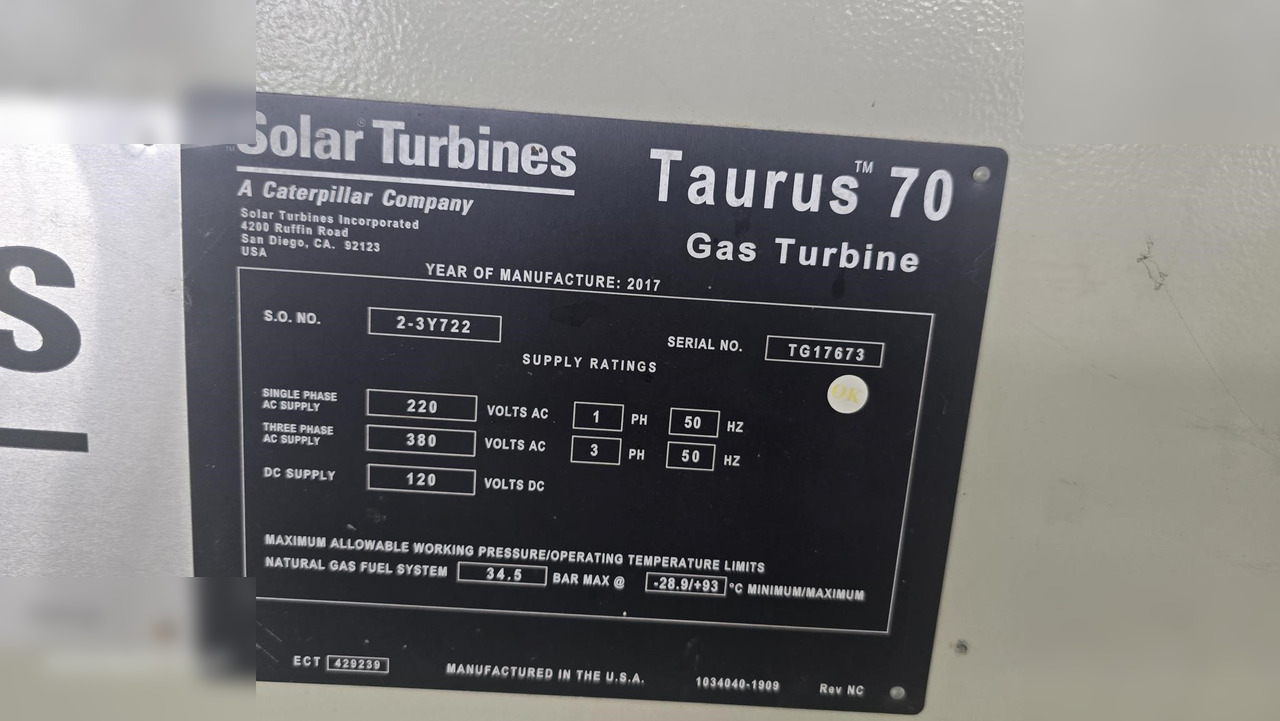 Solar Turbines
A Caterpillar Company
Solar Turbines Incorporated
4200 Ruffin Road
San Diego, CA. 92123
USA
Taurus™ 70
Gas Turbine
YEAR OF MANUFACTURE: 2017
S.O. NO. 2-3Y722
SERIAL NO. TG17673
OK
SUPPLY RATINGS
SINGLE PHASE
AC SUPPLY 220 VOLTS AC 1 PH 50 HZ
THREE PHASE
AC SUPPLY 380 VOLTS AC 3 PH 50 HZ
DC SUPPLY 120 VOLTS DC
MAXIMUM ALLOWABLE WORKING PRESSURE/OPERATING TEMPERATURE LIMITS
NATURAL GAS FUEL SYSTEM 34.5 BAR MAX @ -28.9/+93 °C MINIMUM/MAXIMUM
ECT 429239
MANUFACTURED IN THE U.S.A.
1034040-1909
Rev NC
S